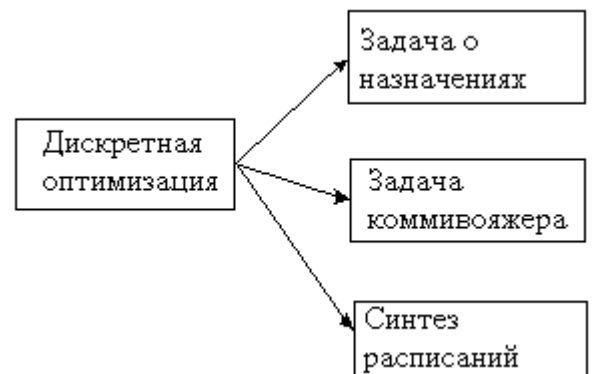 Дискретная
оптимизация
Задача о
назначениях
Задача
коммивояжера
Синтез
расписаний